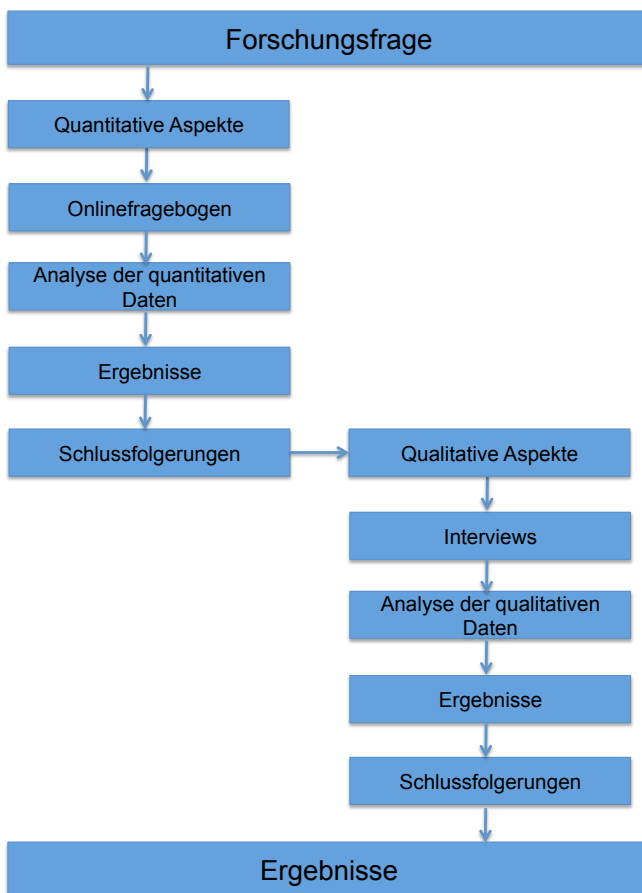 Forschungsfrage
Quantitative Aspekte
Onlinefragebogen
Analyse der quantitativen
Daten
Ergebnisse
Schlussfolgerungen
Qualitative Aspekte
Interviews
Analyse der qualitativen
Daten
Ergebnisse
Schlussfolgerungen
Ergebnisse